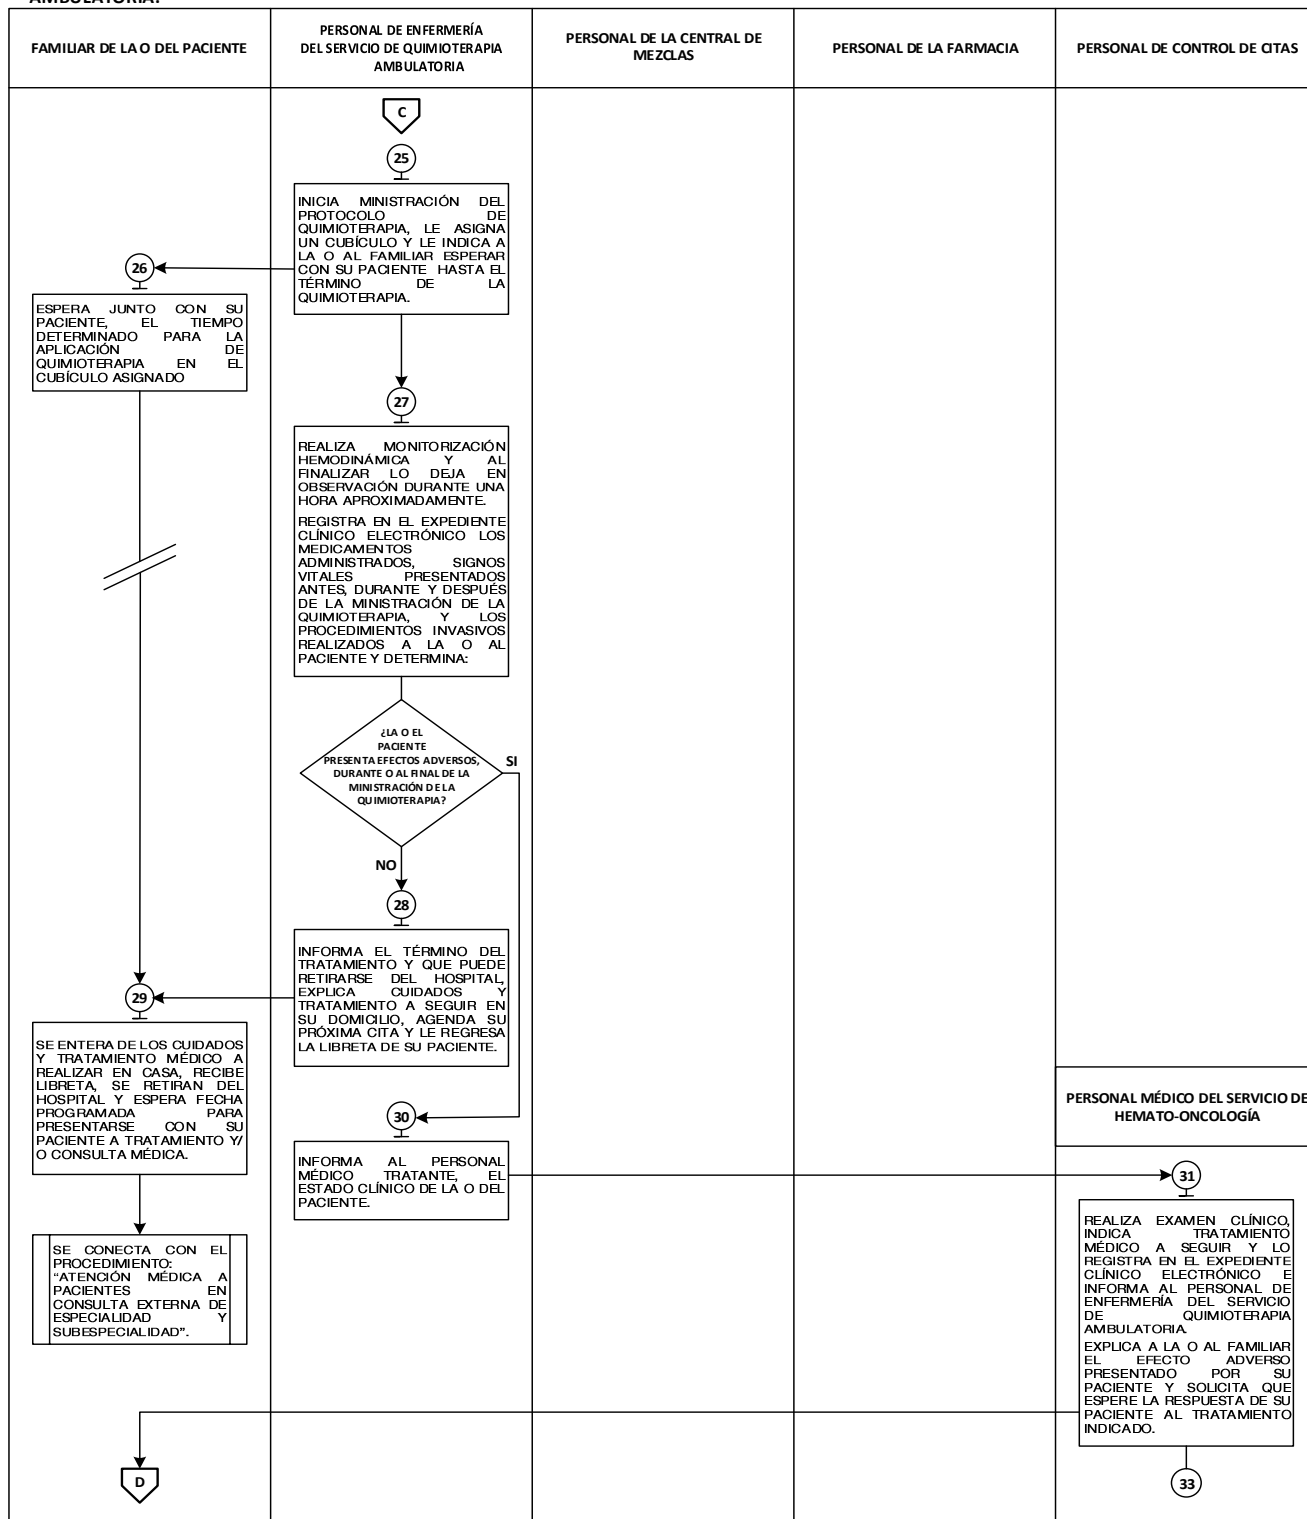 AMBULATORIA.
FAMILIAR DE LA O DEL PACIENTE
PERSONAL DE ENFERMERÍA
DEL SERVICIO DE QUIMIOTERAPIA
AMBULATORIA
PERSONAL DE LA CENTRAL DE
MEZCLAS
PERSONAL DE LA FARMACIA
PERSONAL DE CONTROL DE CITAS
C
25
INICIA MINISTRACIÓN DEL
PROTOCOLO DE
QUIMIOTERAPIA, LE ASIGNA
UN CUBÍCULO Y LE INDICA A
LA O AL FAMILIAR ESPERAR
CON SU PACIENTE HASTA EL
TÉRMINO DE LA
QUIMIOTERAPIA.
26
ESPERA JUNTO CON SU
PACIENTE, EL TIEMPO
DETERMINADO PARA LA
APLICACIÓN DE
QUIMIOTERAPIA EN EL
CUBÍCULO ASIGNADO
27
REALIZA MONITORIZACIÓN
HEMODINÁMICA Y AL
FINALIZAR LO DEJA EN
OBSERVACIÓN DURANTE UNA
HORA APROXIMADAMENTE.
REGISTRA EN EL EXPEDIENTE
CLÍNICO ELECTRÓNICO LOS
MEDICAMENTOS
ADMINISTRADOS, SIGNOS
VITALES PRESENTADOS
ANTES, DURANTE Y DESPUÉS
DE LA MINISTRACIÓN DE LA
QUIMIOTERAPIA, Y LOS
PROCEDIMIENTOS INVASIVOS
REALIZADOS A LA O AL
PACIENTE Y DETERMINA:
¿LA O EL
PACIENTE
PRESENTA EFECTOS ADVERSOS,
DURANTE O AL FINAL DE LA
MINISTRACIÓN DE LA
QUIMIOTERAPIA?
SI
NO
28
INFORMA EL TÉRMINO DEL
TRATAMIENTO Y QUE PUEDE
RETIRARSE DEL HOSPITAL,
EXPLICA CUIDADOS Y
TRATAMIENTO A SEGUIR EN
SU DOMICILIO, AGENDA SU
PRÓXIMA CITA Y LE REGRESA
LA LIBRETA DE SU PACIENTE.
29
SE ENTERA DE LOS CUIDADOS
Y TRATAMIENTO MÉDICO A
REALIZAR EN CASA, RECIBE
LIBRETA, SE RETIRAN DEL
HOSPITAL Y ESPERA FECHA
PROGRAMADA PARA
PRESENTARSE CON SU
PACIENTE A TRATAMIENTO Y/
O CONSULTA MÉDICA.
SE CONECTA CON EL
PROCEDIMIENTO:
“ATENCIÓN MÉDICA A
PACIENTES EN
CONSULTA EXTERNA DE
ESPECIALIDAD Y
SUBESPECIALIDAD”.
30
INFORMA AL PERSONAL
MÉDICO TRATANTE, EL
ESTADO CLÍNICO DE LA O DEL
PACIENTE.
PERSONAL MÉDICO DEL SERVICIO DE
HEMATO-ONCOLOGÍA
31
REALIZA EXAMEN CLÍNICO,
INDICA TRATAMIENTO
MÉDICO A SEGUIR Y LO
REGISTRA EN EL EXPEDIENTE
CLÍNICO ELECTRÓNICO E
INFORMA AL PERSONAL DE
ENFERMERÍA DEL SERVICIO
DE QUIMIOTERAPIA
AMBULATORIA.
EXPLICA A LA O AL FAMILIAR
EL EFECTO ADVERSO
PRESENTADO POR SU
PACIENTE Y SOLICITA QUE
ESPERE LA RESPUESTA DE SU
PACIENTE AL TRATAMIENTO
INDICADO.
D
33